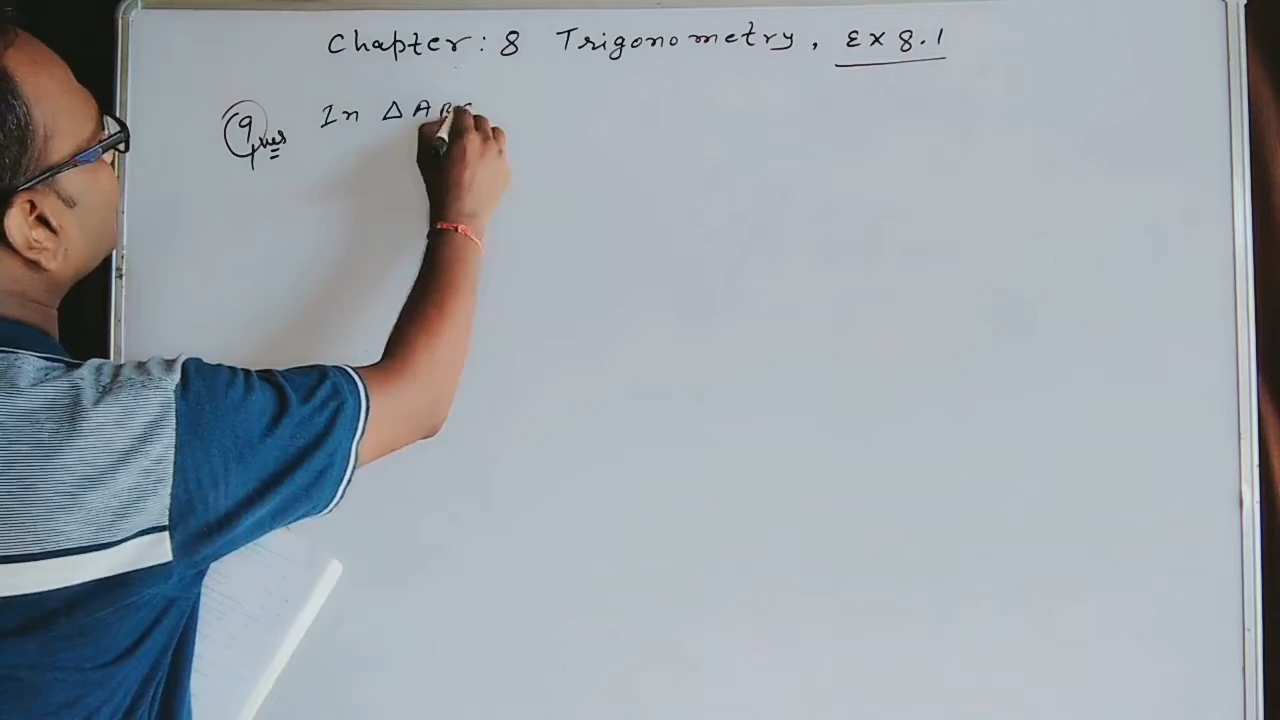 Chapter: 8 Trigonometry, Ex 8.1
9 Ques In △ABC